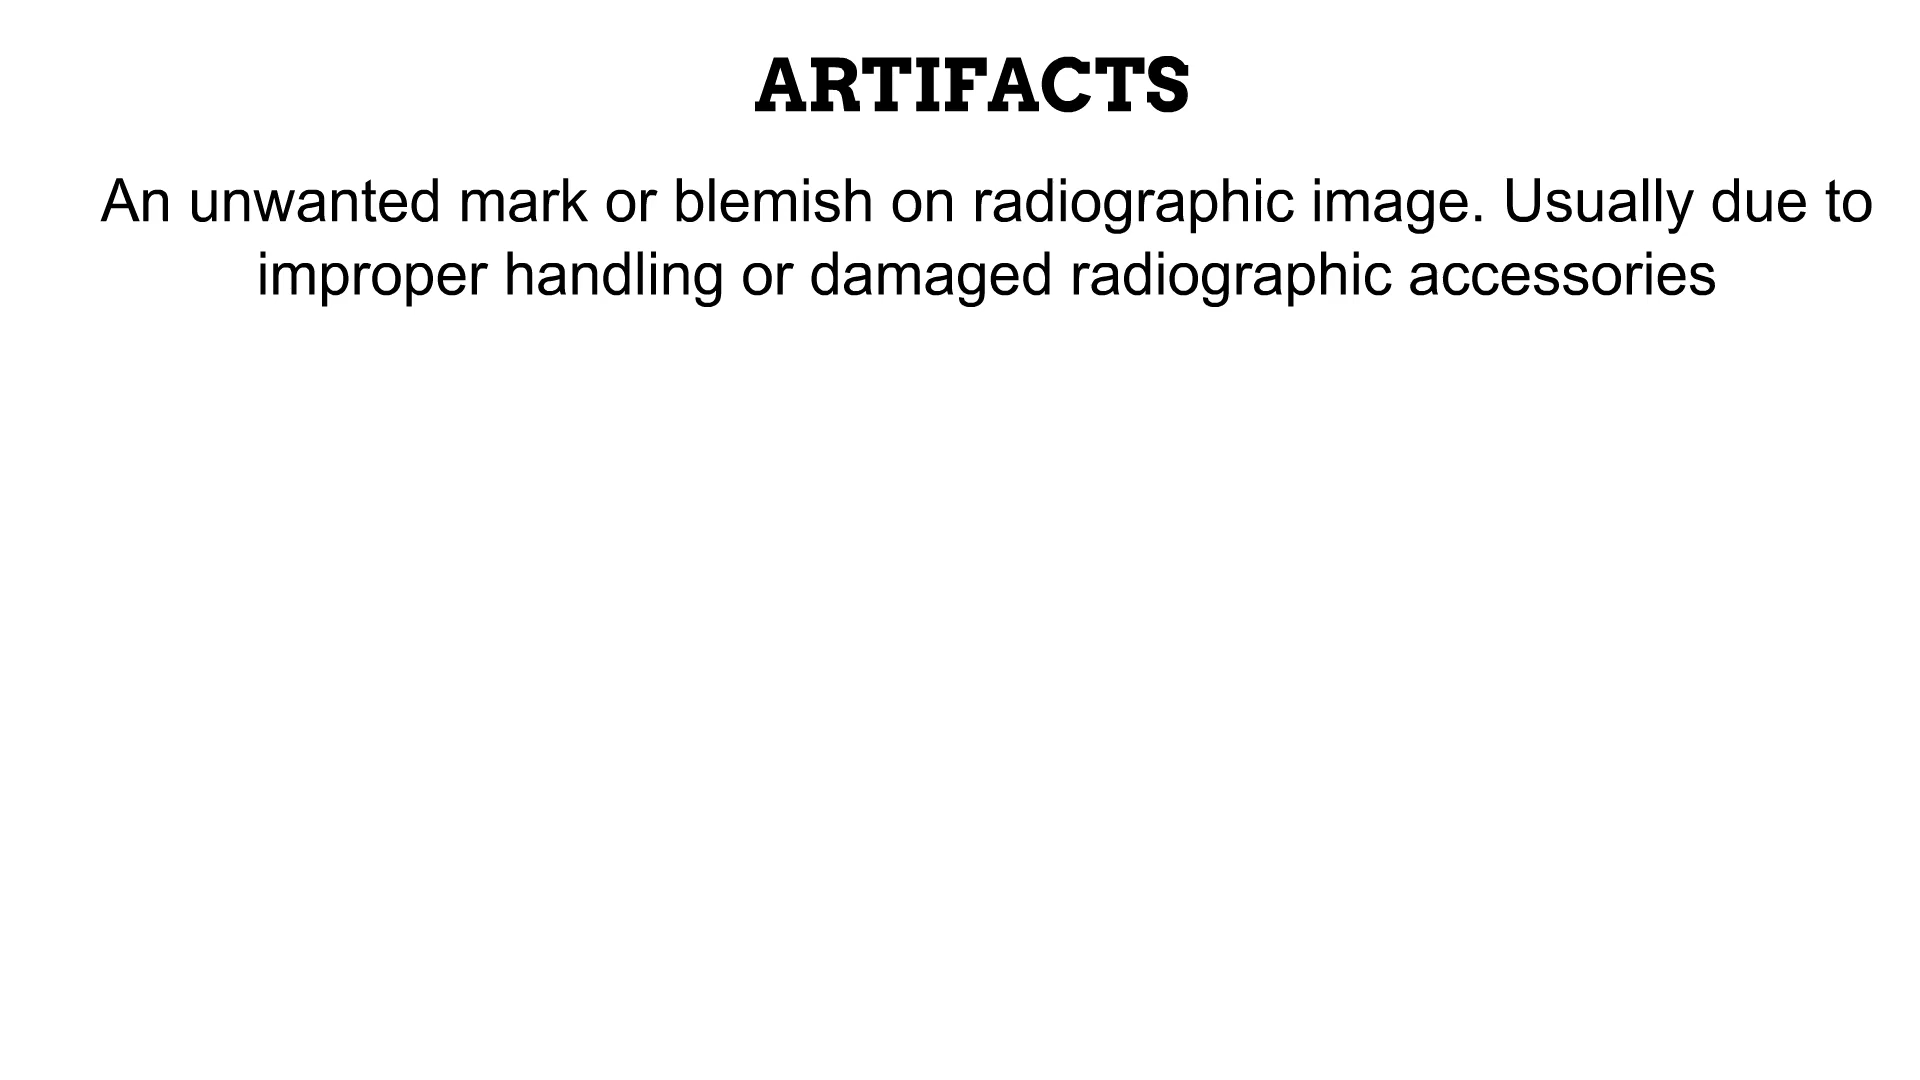 ARTIFACTS
An unwanted mark or blemish on radiographic image. Usually due to
improper handling or damaged radiographic accessories